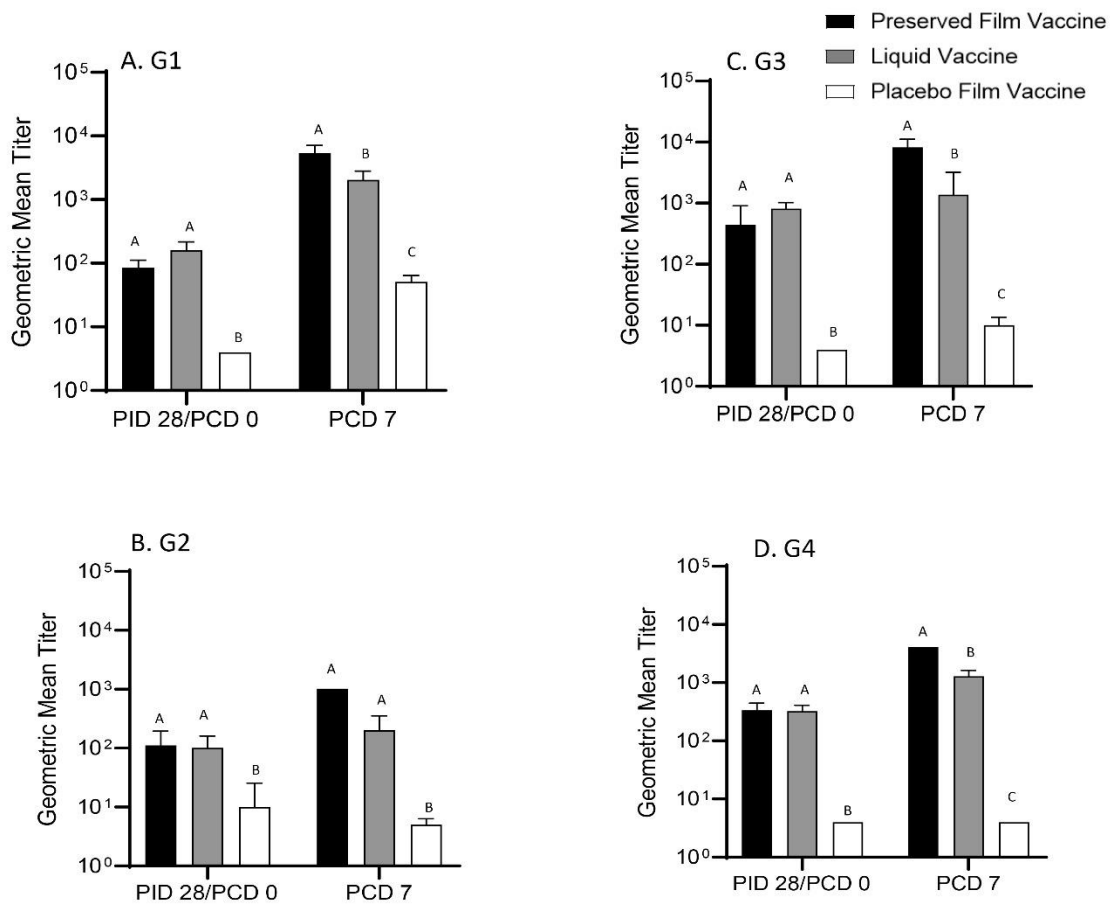 Preserved Film Vaccine
Liquid Vaccine
Placebo Film Vaccine
A. G1
Geometric Mean Titer
10⁵
10⁴
10³
10²
10¹
10⁰
A
A
B
A
B
C
PID 28/PCD 0
PCD 7
C. G3
Geometric Mean Titer
10⁵
10⁴
10³
10²
10¹
10⁰
A
A
B
A
B
C
PID 28/PCD 0
PCD 7
B. G2
Geometric Mean Titer
10⁵
10⁴
10³
10²
10¹
10⁰
A
A
B
A
A
B
PID 28/PCD 0
PCD 7
D. G4
Geometric Mean Titer
10⁵
10⁴
10³
10²
10¹
10⁰
A
A
B
A
B
C
PID 28/PCD 0
PCD 7